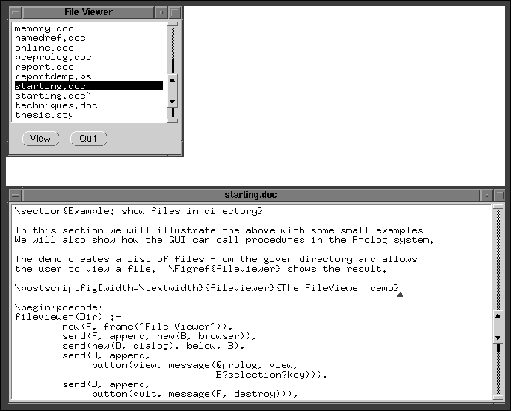 File Viewer
memory.doc
namedref.doc
online.doc
preprolog.doc
report.doc
reportdemp.ps
starting.doc
starting.doc~
techniques.doc
thesis.sty
View
Quit
starting.doc
\section{Example: show files in directory}
In this section we will illustrate the above with some small examples
We will also show how the GUI can call procedures in the Prolog system.
The demo creates a list of files from the given directory and allows
the user to view a file. \Figref{fileviewer} shows the result.
\postscriptfig[width=\textwidth]{fileviewer}{The FileViewer demo}
\begin{pcecode}
fileviewer(Dir) :-
new(F, frame('File Viewer')),
send(F, append, new(B, browser)),
send(new(D, dialog), below, B),
send(D, append,
button(view, message(@prolog, view,
B?selection?key))),
send(D, append,
button(quit, message(F, destroy))),